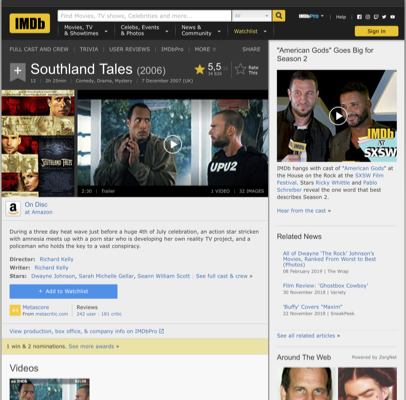 IMDb
Find Movies, TV shows, Celebrities and more...
All
Movies, TV
& Showtimes
Celebs, Events
& Photos
News &
Community
Watchlist
IMDbPro
Help
Sign in
FULL CAST AND CREW | TRIVIA | USER REVIEWS | IMDbPro | MORE
SHARE
Southland Tales (2006)
5,5
Rate
This
12 | 2h 25min | Comedy, Drama, Mystery | 7 December 2007 (UK)
SOUTHLAND TALES
UPU2
2:30 | Trailer
1 VIDEO | 32 IMAGES
a
On Disc
at Amazon
During a three day heat wave just before a huge 4th of July celebration, an action star stricken
with amnesia meets up with a porn star who is developing her own reality TV project, and a
policeman who holds the key to a vast conspiracy.
Director: Richard Kelly
Writer: Richard Kelly
Stars: Dwayne Johnson, Sarah Michelle Gellar, Seann William Scott | See full cast & crew »
+ Add to Watchlist
44
Metascore
From metacritic.com
Reviews
242 user | 181 critic
View production, box office, & company info on IMDbPro
1 win & 2 nominations. See more awards »
Videos
"American Gods" Goes Big for
Season 2
IMDb
at
SXSW
IMDb hangs with cast of "American Gods" at
the House on the Rock at the SXSW Film
Festival. Stars Ricky Whittle and Pablo
Schreiber reveal the one word that best
describes Season 2.
Hear from the cast »
Related News
All of Dwayne 'The Rock' Johnson's
Movies, Ranked From Worst to Best
(Photos)
08 February 2019 | The Wrap
Film Review: 'Ghostbox Cowboy'
30 November 2018 | Variety
'Buffy' Covers "Maxim"
22 November 2018 | SneakPeek
See all related articles »
Around The Web
Powered by ZergNet